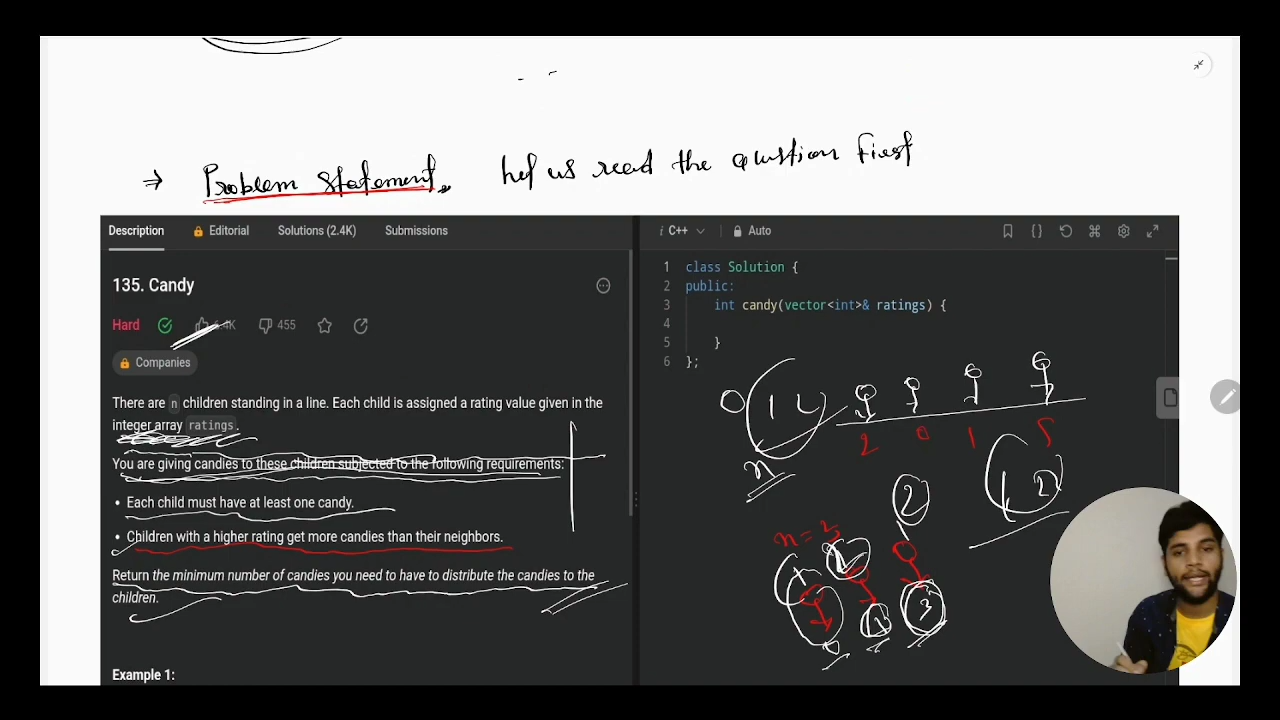 ⇒ Problem Statement. Let us read the question first
Description Editorial Solutions (2.4K) Submissions
135. Candy
Hard 6.4K 455
Companies
There are n children standing in a line. Each child is assigned a rating value given in the
integer array ratings.
You are giving candies to these children subjected to the following requirements:
• Each child must have at least one candy.
• Children with a higher rating get more candies than their neighbors.
Return the minimum number of candies you need to have to distribute the candies to the
children.
Example 1:
i C++ Auto
1 class Solution {
2 public:
3 int candy(vector<int>& ratings) {
4
5 }
6 };
2 0 1 5
n
1 2
2
n = 3
3